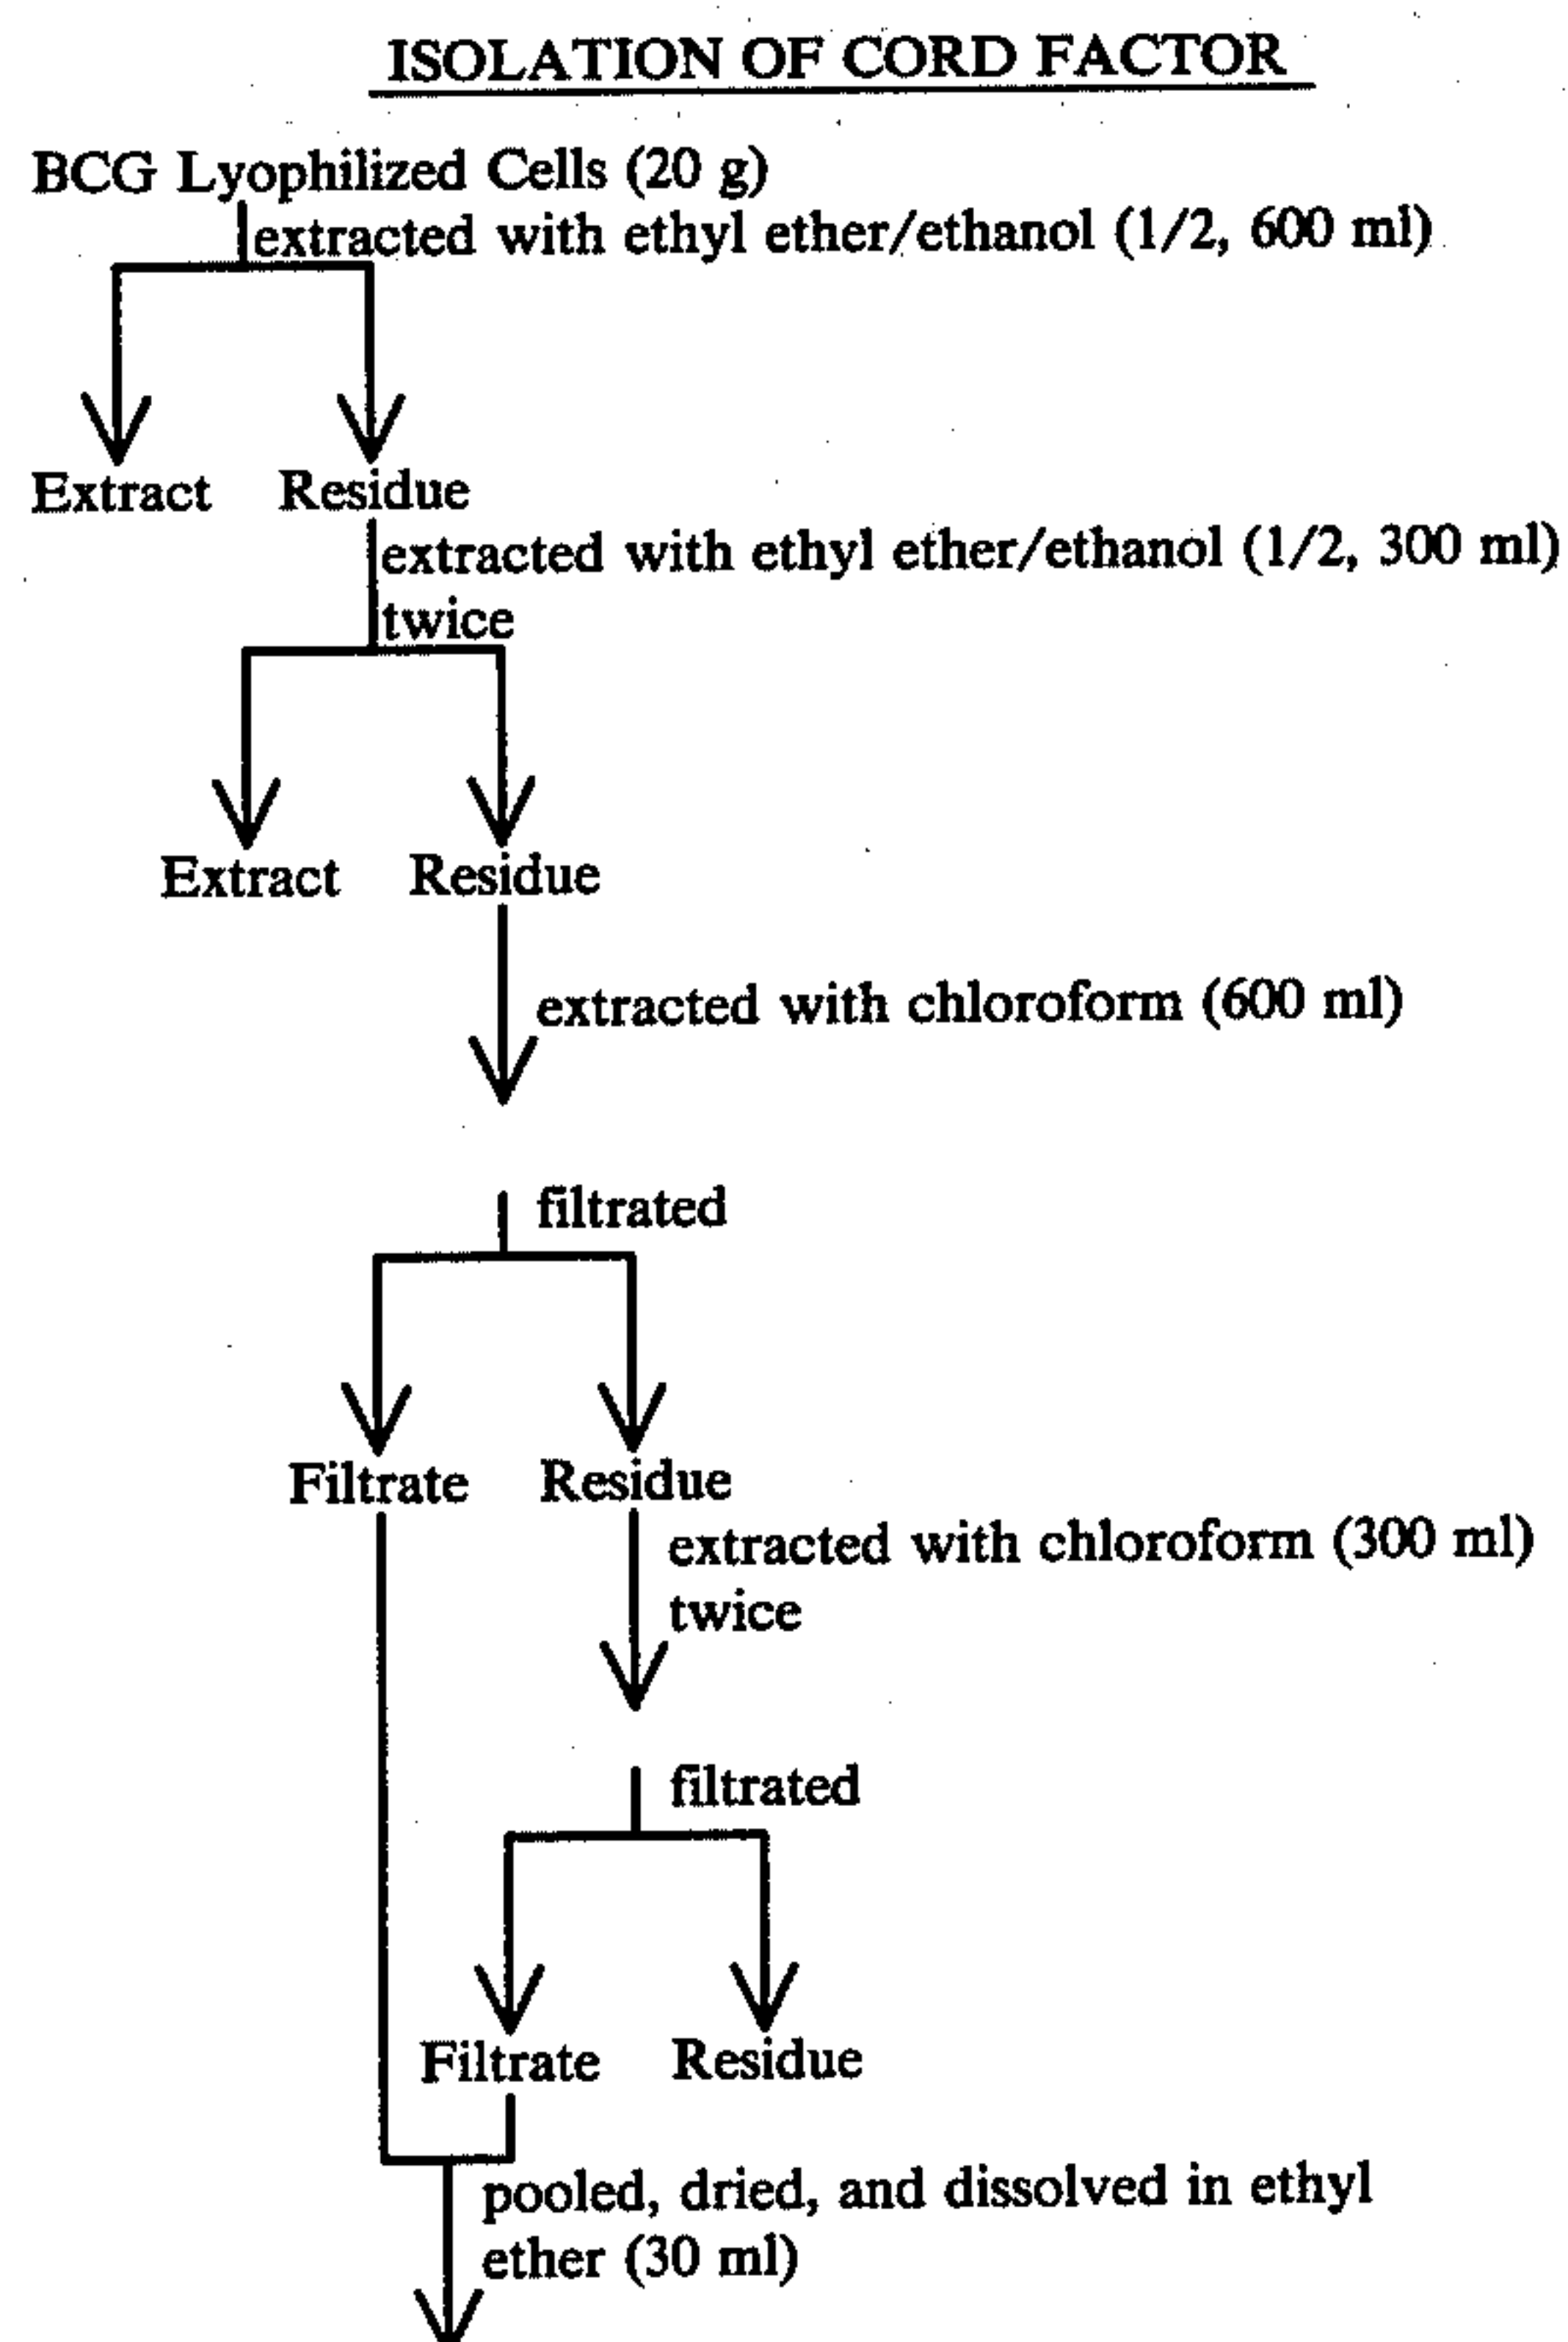 ISOLATION OF CORD FACTOR
BCG Lyophilized Cells (20 g)
extracted with ethyl ether/ethanol (1/2, 600 ml)
Extract Residue
extracted with ethyl ether/ethanol (1/2, 300 ml)
twice
Extract Residue
extracted with chloroform (600 ml)
filtrated
Filtrate Residue
extracted with chloroform (300 ml)
twice
filtrated
Filtrate Residue
pooled, dried, and dissolved in ethyl
ether (30 ml)